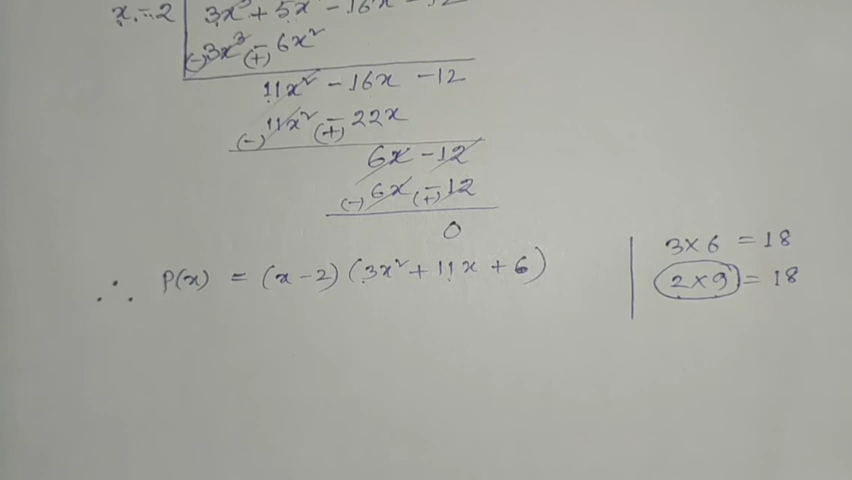 x - 2 | 3x³ + 5x² - 16x - 12
(-) 3x³ (+)- 6x²
11x² - 16x - 12
(-) 11x² (+)- 22x
6x - 12
(-) 6x (+)- 12
0
∴ P(x) = (x-2) (3x² + 11x + 6)
3×6 = 18
2×9 = 18